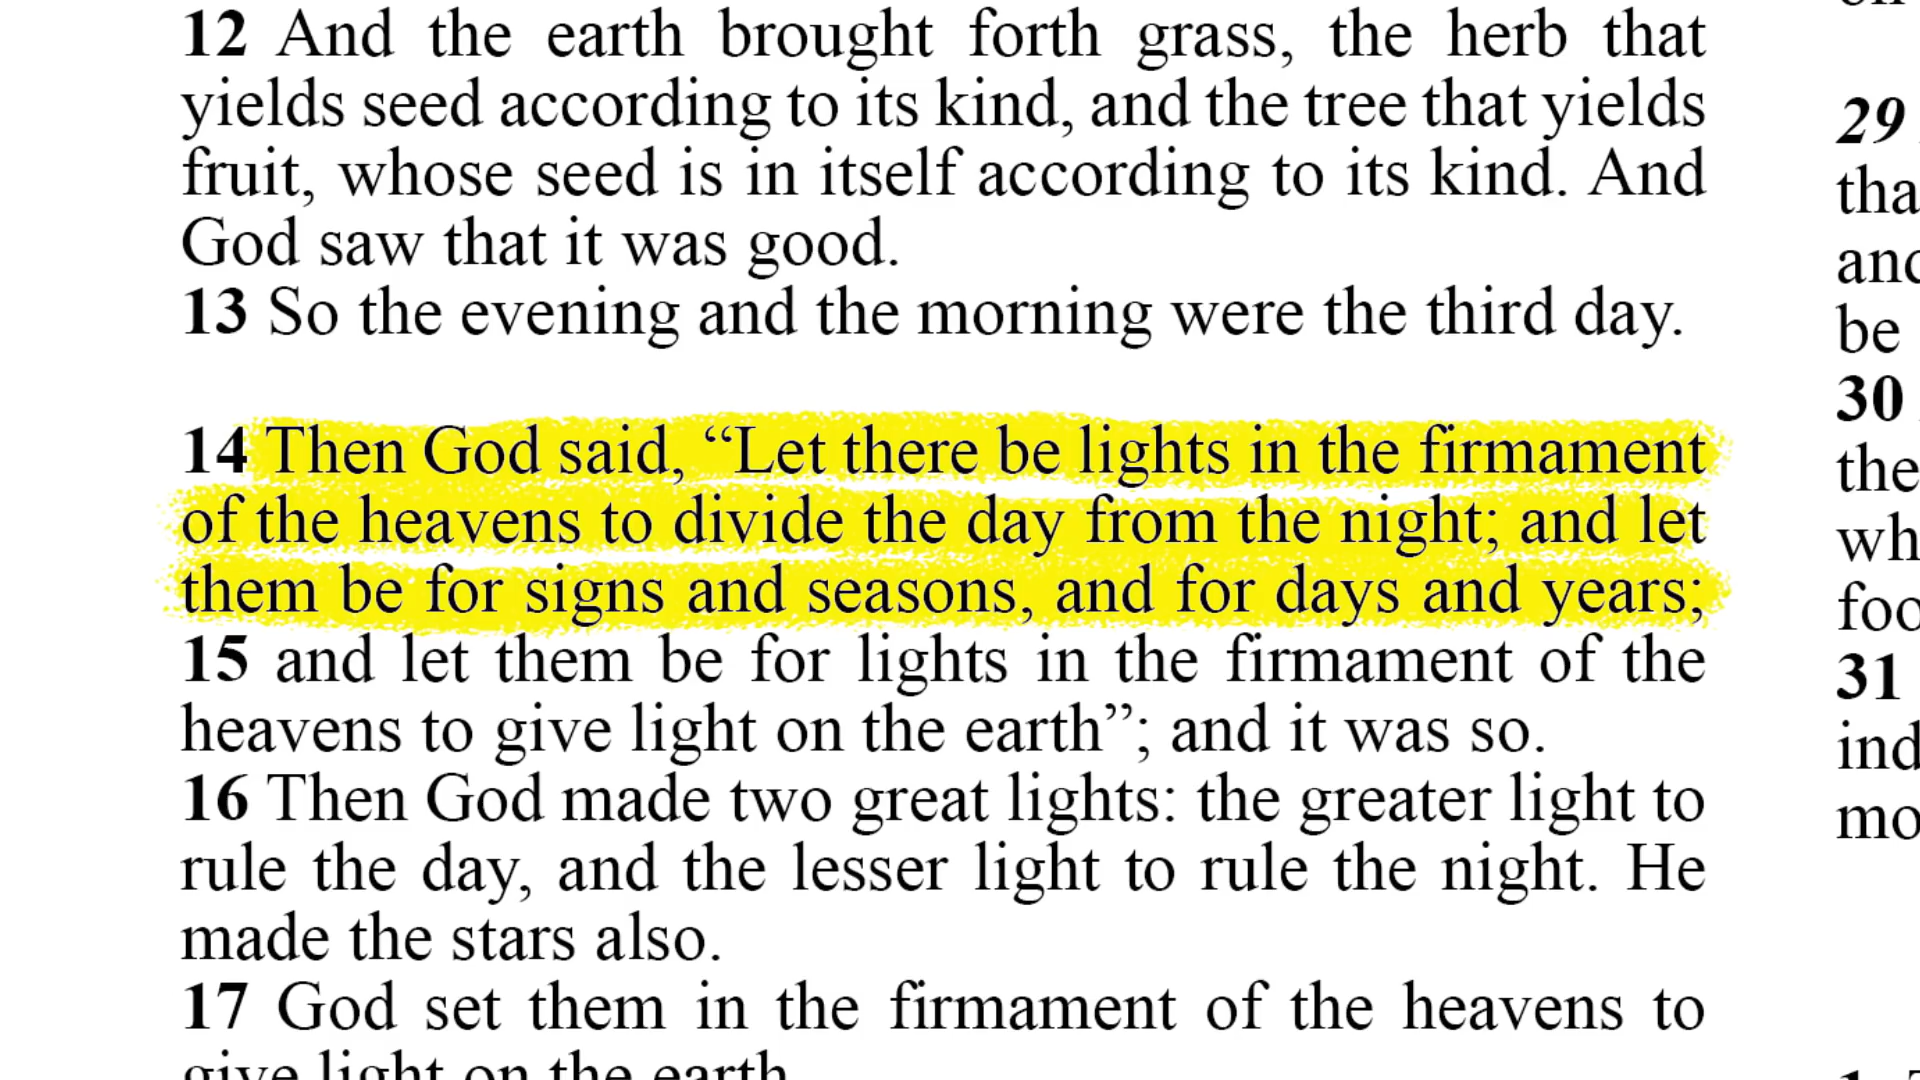 12 And the earth brought forth grass, the herb that
yields seed according to its kind, and the tree that yields
fruit, whose seed is in itself according to its kind. And
God saw that it was good.
13 So the evening and the morning were the third day.
14 Then God said, “Let there be lights in the firmament
of the heavens to divide the day from the night; and let
them be for signs and seasons, and for days and years;
15 and let them be for lights in the firmament of the
heavens to give light on the earth”; and it was so.
16 Then God made two great lights: the greater light to
rule the day, and the lesser light to rule the night. He
made the stars also.
17 God set them in the firmament of the heavens to
give light on the earth
29
be
30
the
31